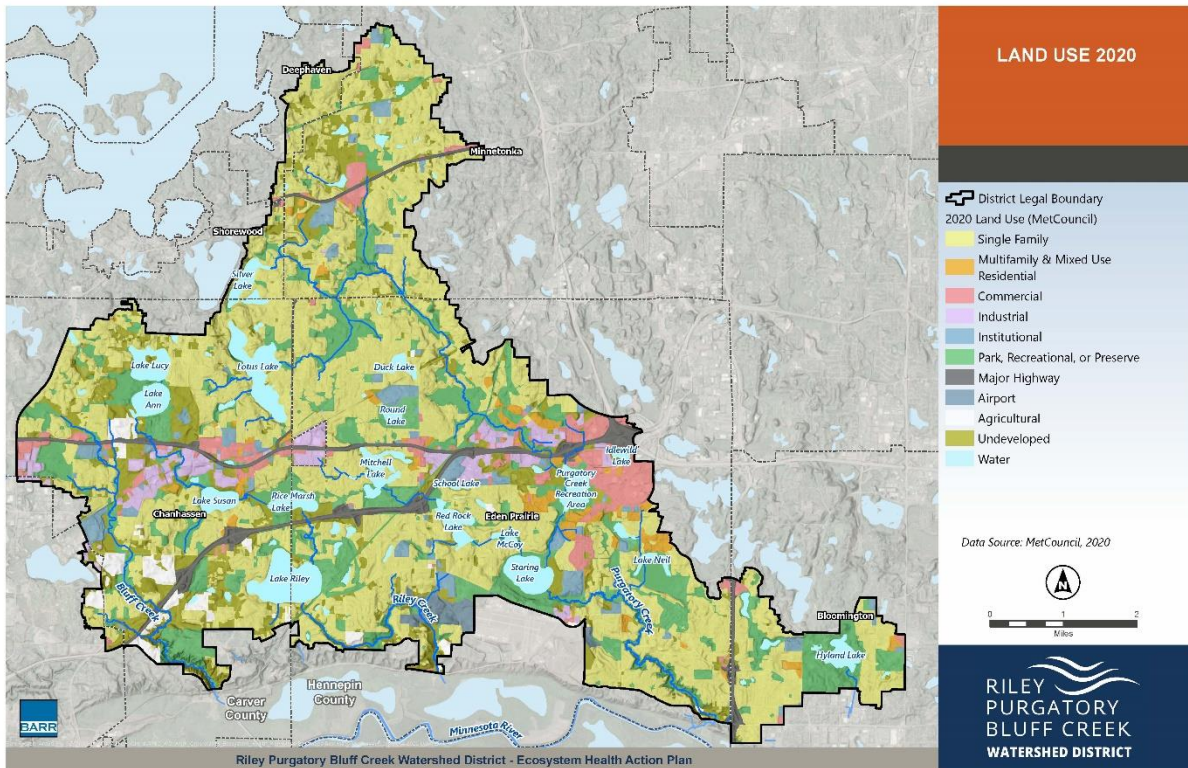 LAND USE 2020
District Legal Boundary
2020 Land Use (MetCouncil)
Single Family
Multifamily & Mixed Use
Residential
Commercial
Industrial
Institutional
Park, Recreational, or Preserve
Major Highway
Airport
Agricultural
Undeveloped
Water
Data Source: MetCouncil, 2020
N
0 1 2
Miles
RILEY
PURGATORY
BLUFF CREEK
WATERSHED DISTRICT
Deephaven
Minnetonka
Shorewood
Silver
Lake
Lake Lucy
Lotus Lake
Duck Lake
Lake
Ann
Round
Lake
Idlewild
Lake
Mitchell
Lake
School Lake
Purgatory
Creek
Recreation
Area
Lake Susan
Rice Marsh
Lake
Chanhassen
Red Rock
Lake
Eden Prairie
Lake
McCoy
Lake Neil
Staring
Lake
Lake Riley
Bluff Creek
Riley Creek
Purgatory Creek
Bloomington
Hyland Lake
Hennepin
County
Carver
County
Minnesota River
BARR
Riley Purgatory Bluff Creek Watershed District - Ecosystem Health Action Plan